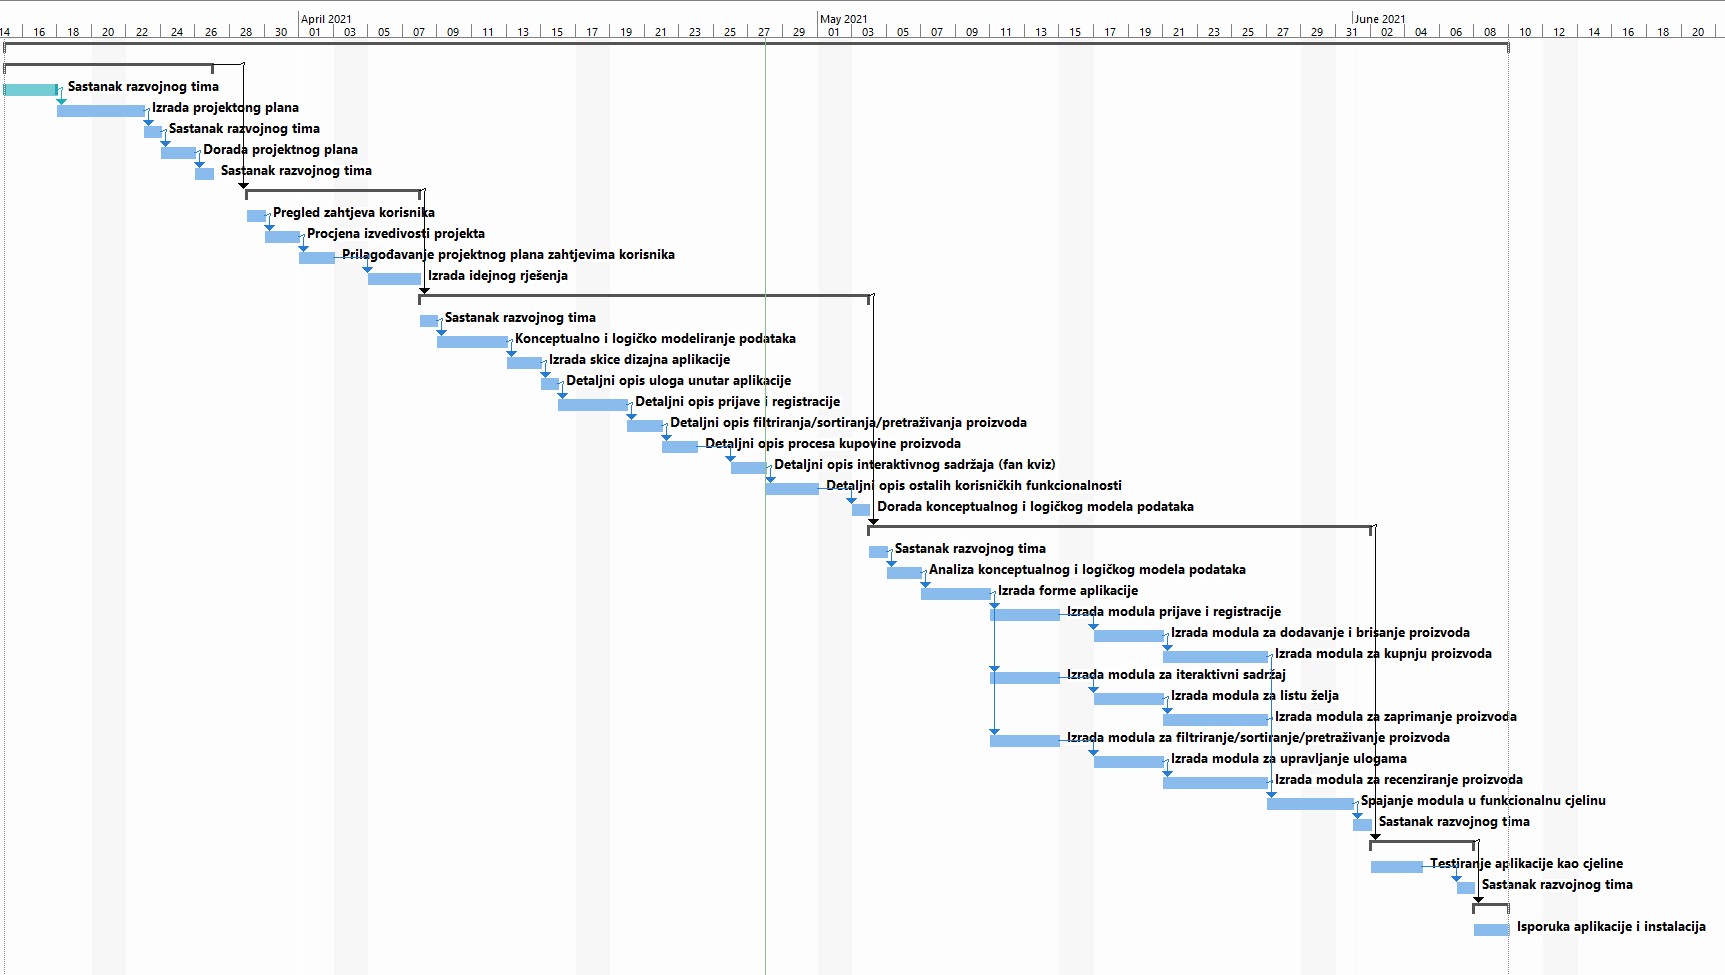 April 2021 May 2021 June 2021
14 16 18 20 22 24 26 28 30 01 03 05 07 09 11 13 15 17 19 21 23 25 27 29 01 03 05 07 09 11 13 15 17 19 21 23 25 27 29 31 02 04 06 08 10 12 14 16 18 20
Sastanak razvojnog tima
Izrada projektong plana
Sastanak razvojnog tima
Dorada projektnog plana
Sastanak razvojnog tima
Pregled zahtjeva korisnika
Procjena izvedivosti projekta
Prilagođavanje projektnog plana zahtjevima korisnika
Izrada idejnog rješenja
Sastanak razvojnog tima
Konceptualno i logičko modeliranje podataka
Izrada skice dizajna aplikacije
Detaljni opis uloga unutar aplikacije
Detaljni opis prijave i registracije
Detaljni opis filtriranja/sortiranja/pretraživanja proizvoda
Detaljni opis procesa kupovine proizvoda
Detaljni opis interaktivnog sadržaja (fan kviz)
Detaljni opis ostalih korisničkih funkcionalnosti
Dorada konceptualnog i logičkog modela podataka
Sastanak razvojnog tima
Analiza konceptualnog i logičkog modela podataka
Izrada forme aplikacije
Izrada modula prijave i registracije
Izrada modula za dodavanje i brisanje proizvoda
Izrada modula za kupnju proizvoda
Izrada modula za iteraktivni sadržaj
Izrada modula za listu želja
Izrada modula za zaprimanje proizvoda
Izrada modula za filtriranje/sortiranje/pretraživanje proizvoda
Izrada modula za upravljanje ulogama
Izrada modula za recenziranje proizvoda
Spajanje modula u funkcionalnu cjelinu
Sastanak razvojnog tima
Testiranje aplikacije kao cjeline
Sastanak razvojnog tima
Isporuka aplikacije i instalacija